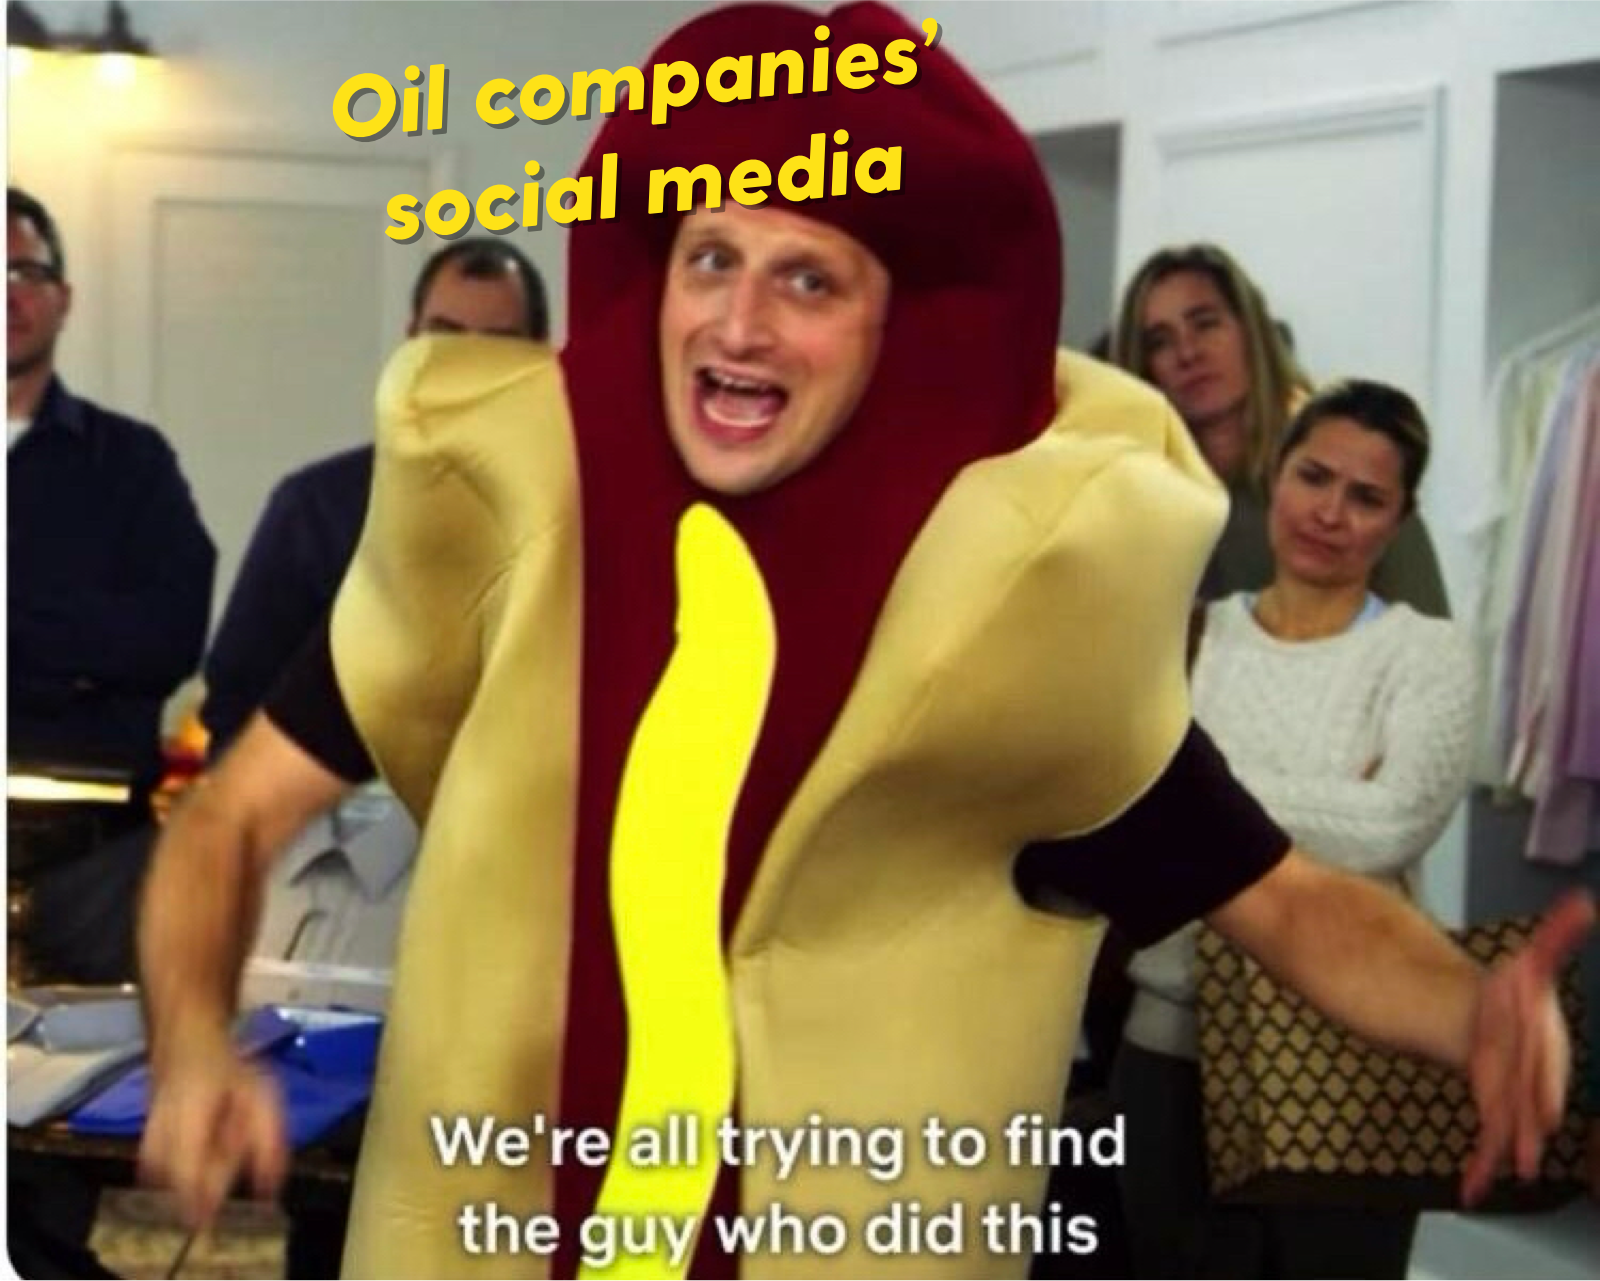 Oil companies’
social media
We're all trying to find
the guy who did this